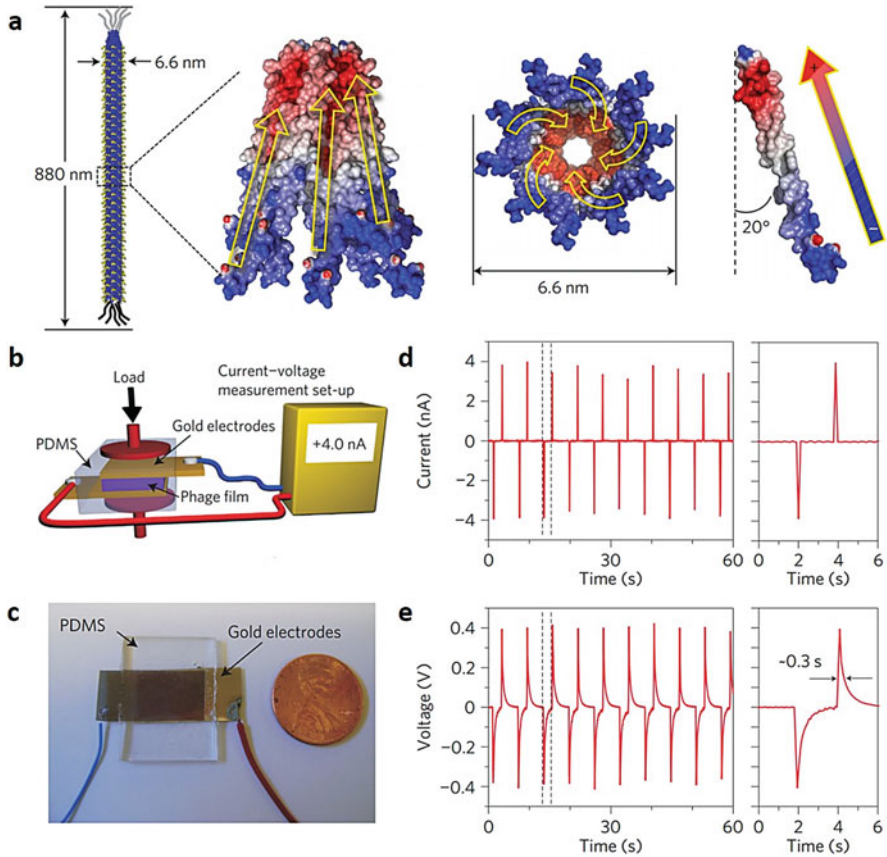 a
880 nm
6.6 nm
6.6 nm
20°
+
–
b
Load
PDMS
Gold electrodes
Phage film
Current–voltage
measurement set-up
+4.0 nA
c
PDMS
Gold electrodes
d
Current (nA)
4
2
0
−2
−4
0
30
60
Time (s)
0
2
4
6
Time (s)
e
Voltage (V)
0.4
0.2
0
−0.2
−0.4
0
30
60
Time (s)
~0.3 s
0
2
4
6
Time (s)